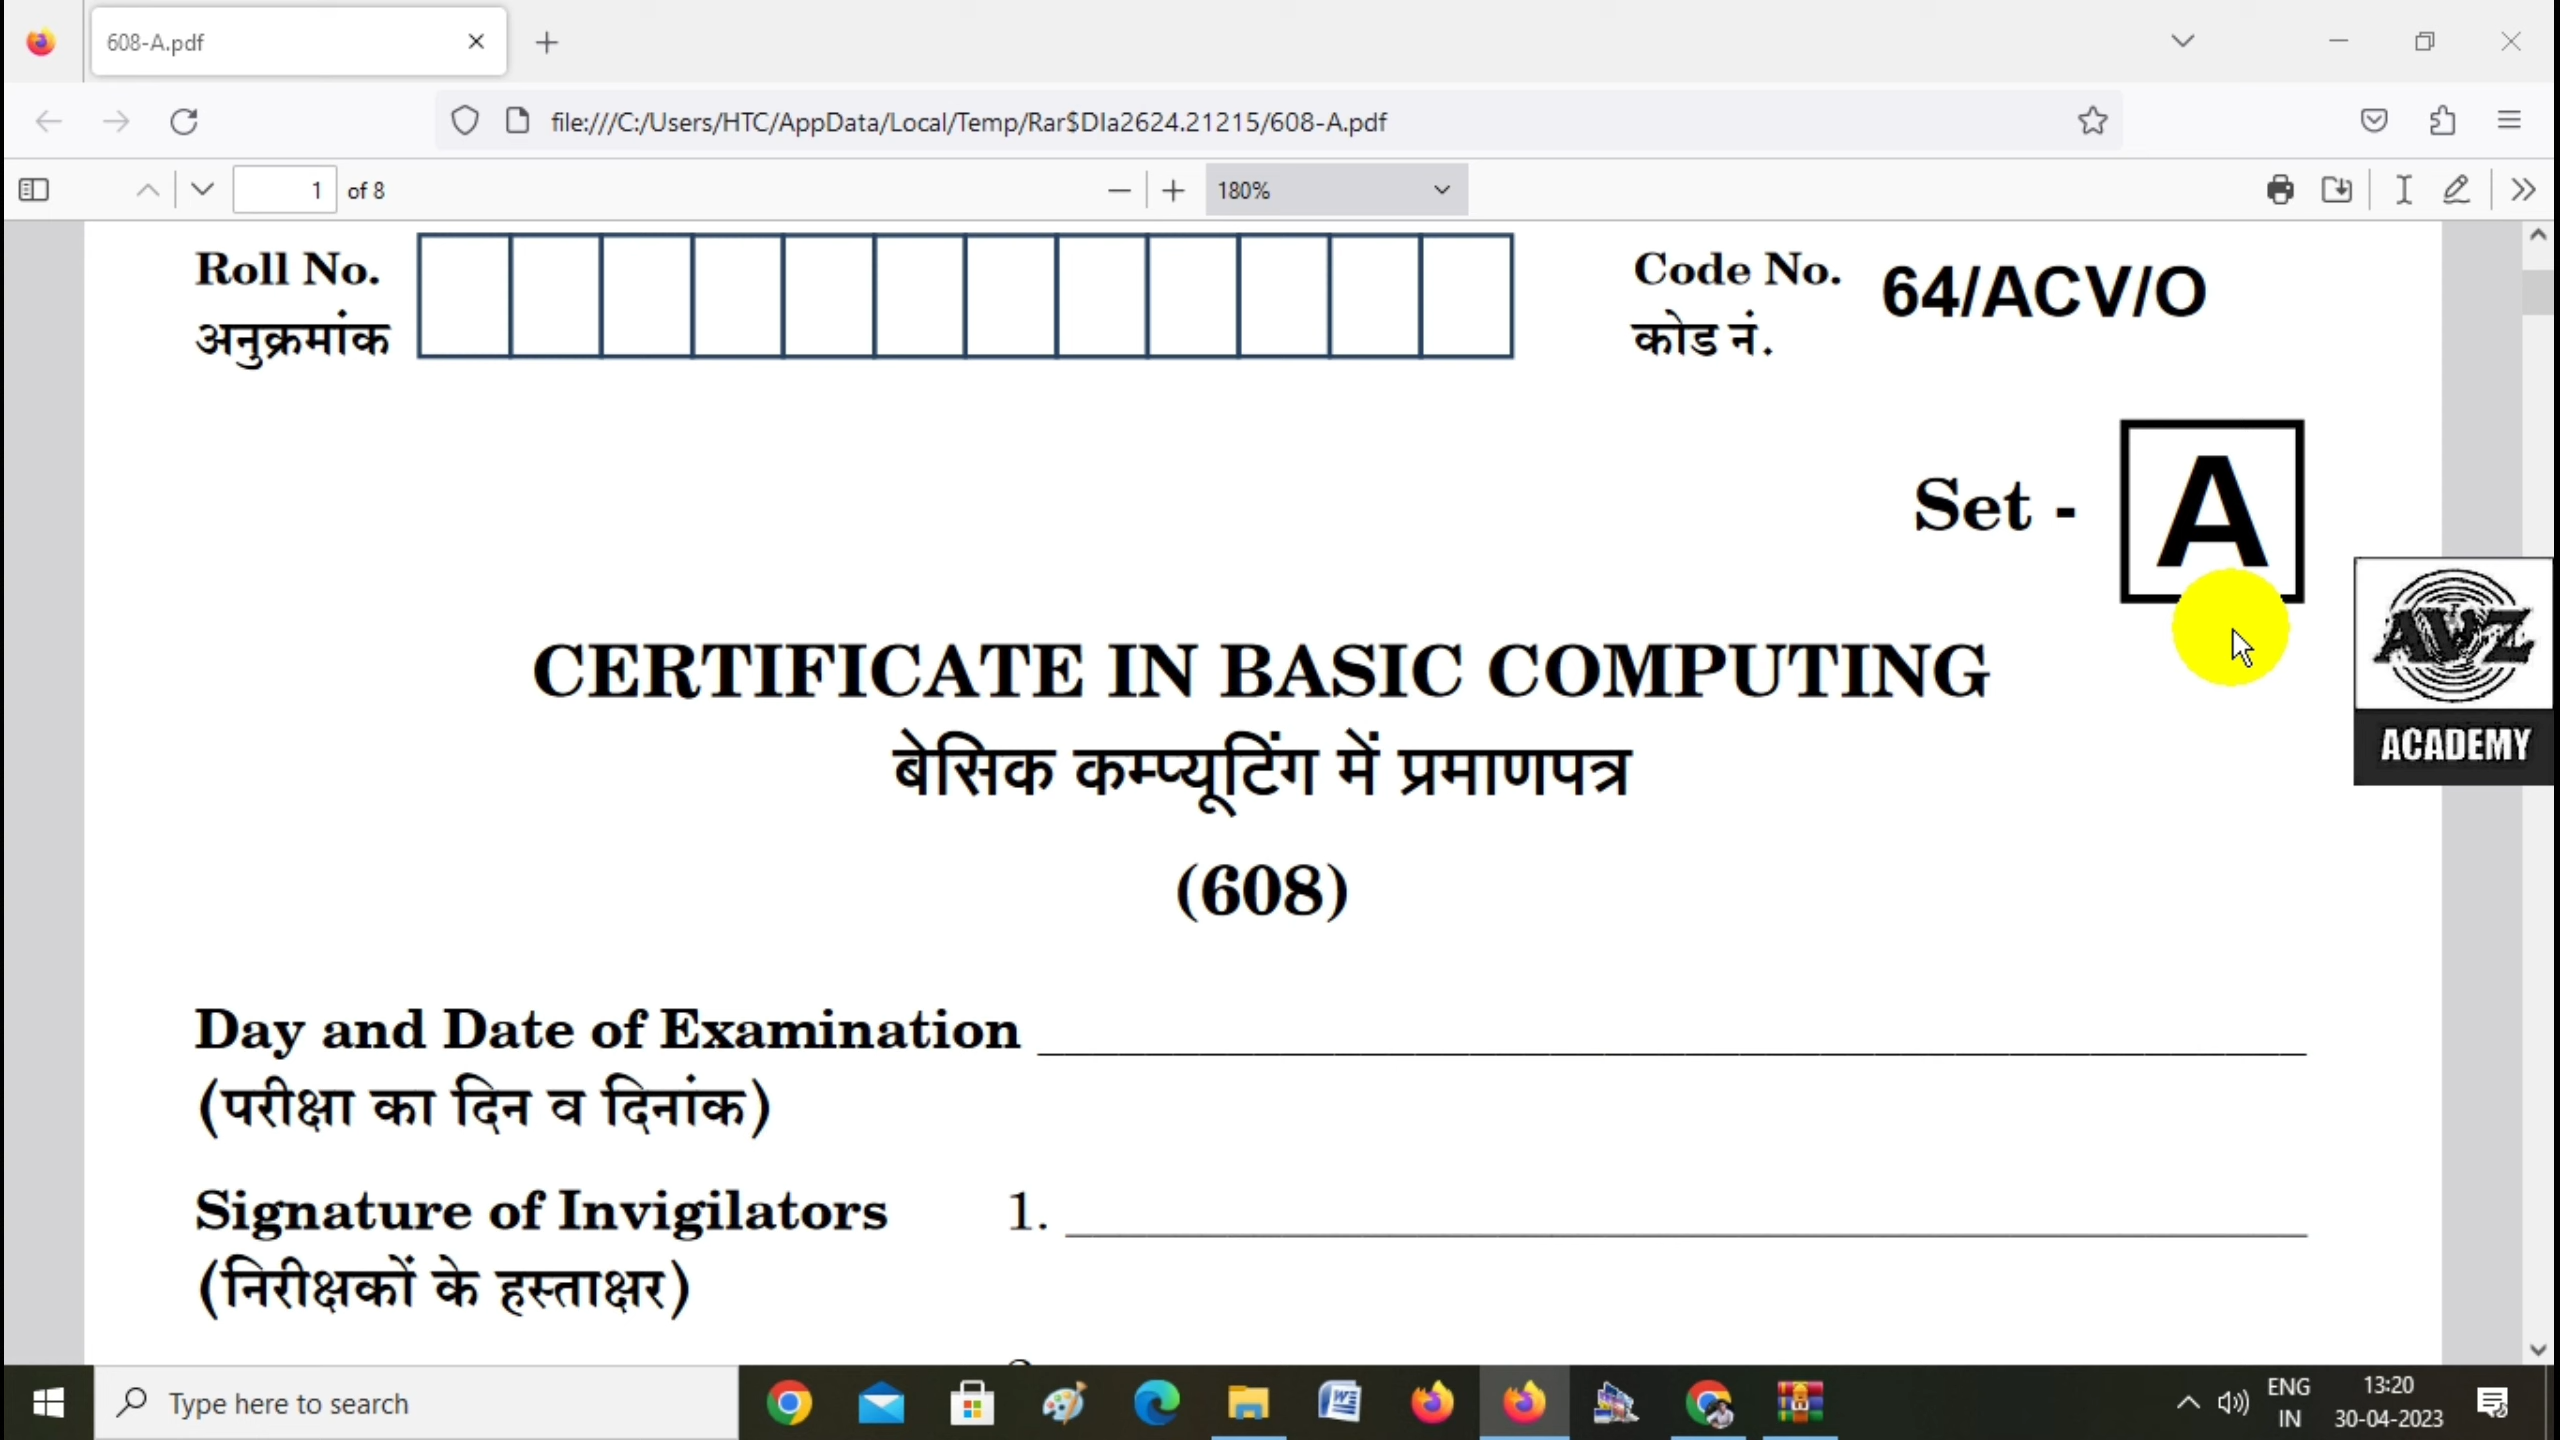 608-A.pdf
file:///C:/Users/HTC/AppData/Local/Temp/Rar$DIa2624.21215/608-A.pdf
1 of 8
180%
Roll No.
अनुक्रमांक
Code No. 64/ACV/O
कोड नं.
Set - A
AVZ
ACADEMY
CERTIFICATE IN BASIC COMPUTING
बेसिक कम्प्यूटिंग में प्रमाणपत्र
(608)
Day and Date of Examination
(परीक्षा का दिन व दिनांक)
Signature of Invigilators 1.
(निरीक्षकों के हस्ताक्षर)
Type here to search
ENG
IN
13:20
30-04-2023